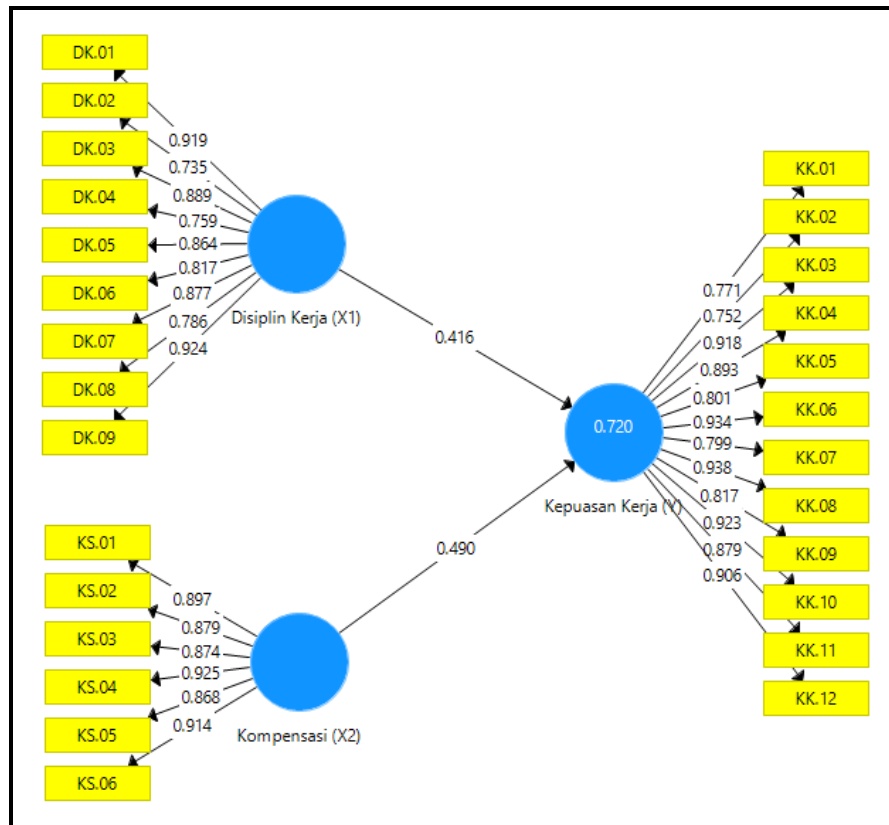 DK.01
DK.02
DK.03
DK.04
DK.05
DK.06
DK.07
DK.08
DK.09
0.919
0.735
0.889
0.759
0.864
0.817
0.877
0.786
0.924
Disiplin Kerja (X1)
0.416
KS.01
KS.02
KS.03
KS.04
KS.05
KS.06
0.897
0.879
0.874
0.925
0.868
0.914
Kompensasi (X2)
0.490
0.720
Kepuasan Kerja (Y)
0.771
0.752
0.918
0.893
0.801
0.934
0.799
0.938
0.817
0.923
0.879
0.906
KK.01
KK.02
KK.03
KK.04
KK.05
KK.06
KK.07
KK.08
KK.09
KK.10
KK.11
KK.12